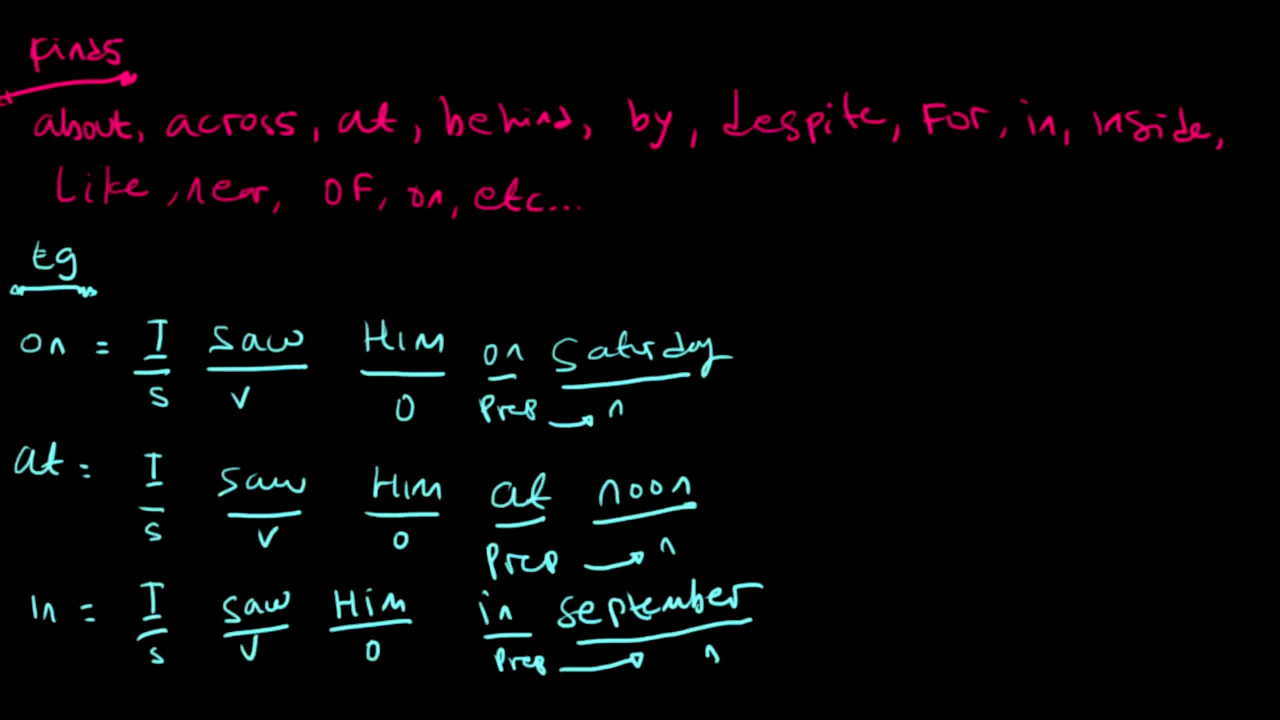 Kinds
about, across, at, behind, by, despite, For, in, inside,
Like, near, OF, on, etc...
Eg
on = I saw Him on Saturday
S V O Prep n
at = I saw Him at noon
S V O Prep n
In = I saw Him in september
S V O Prep n